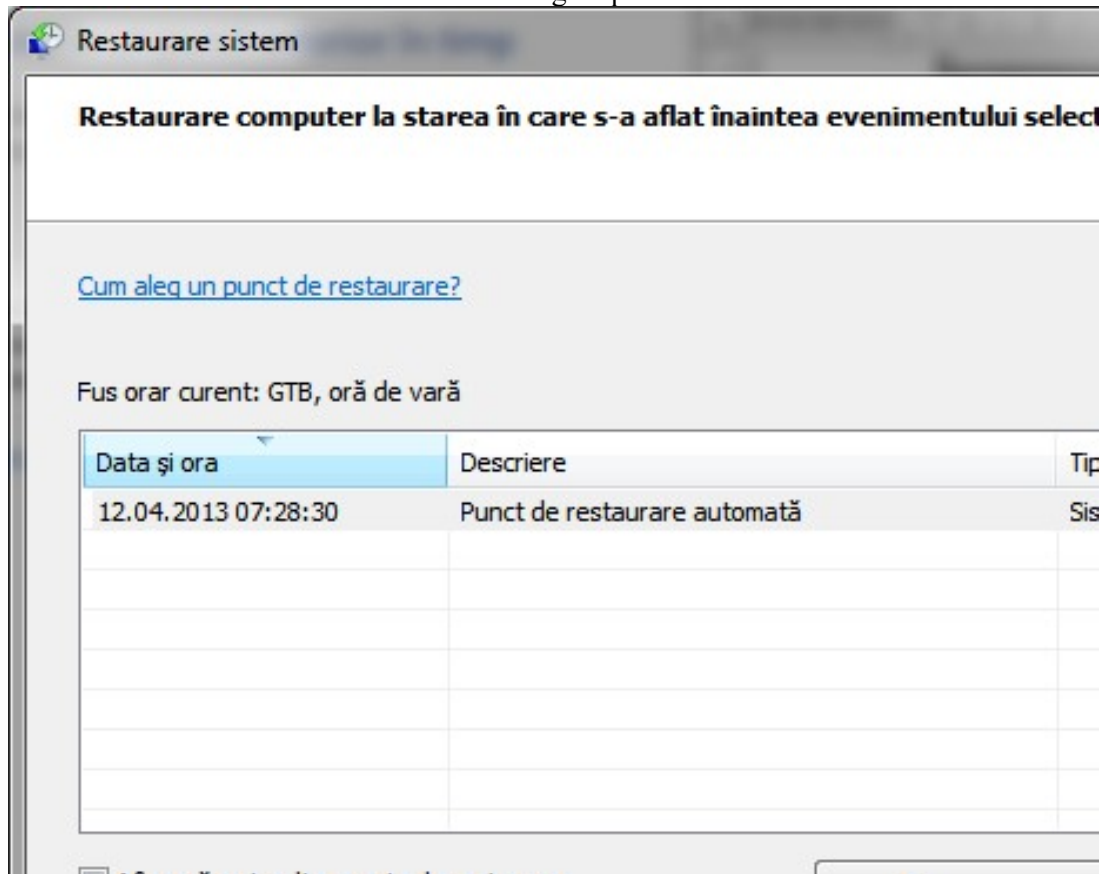 Restaurare sistem
Restaurare computer la starea în care s-a aflat înaintea evenimentului select
Cum aleg un punct de restaurare?
Fus orar curent: GTB, oră de vară
Data şi ora Descriere Tip
12.04.2013 07:28:30 Punct de restaurare automată Sis